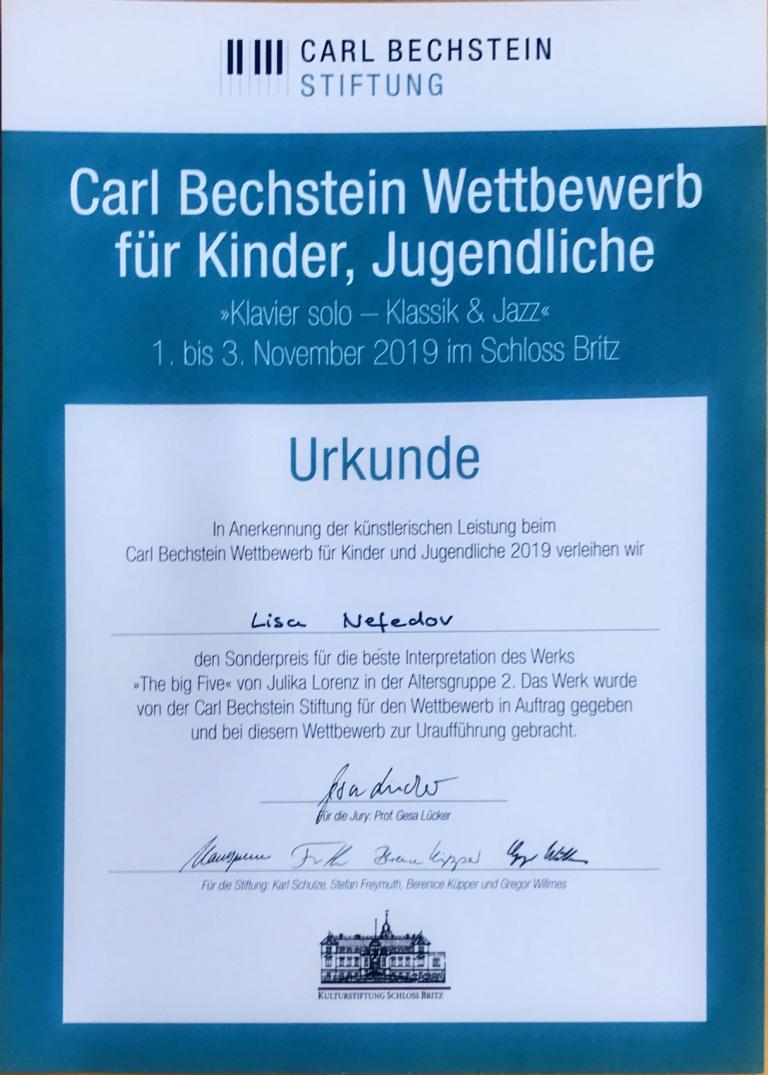 CARL BECHSTEIN
STIFTUNG
Carl Bechstein Wettbewerb
für Kinder, Jugendliche
»Klavier solo – Klassik & Jazz«
1. bis 3. November 2019 im Schloss Britz
Urkunde
In Anerkennung der künstlerischen Leistung beim
Carl Bechstein Wettbewerb für Kinder und Jugendliche 2019 verleihen wir
Lisa Nefedov
den Sonderpreis für die beste Interpretation des Werks
»The big Five« von Julika Lorenz in der Altersgruppe 2. Das Werk wurde
von der Carl Bechstein Stiftung für den Wettbewerb in Auftrag gegeben
und bei diesem Wettbewerb zur Uraufführung gebracht.
Gesa Lücker
Für die Jury: Prof. Gesa Lücker
Berenice Küpper
Für die Stiftung: Karl Schulze, Stefan Freymuth, Berenice Küpper und Gregor Willmes
KULTURSTIFTUNG SCHLOSS BRITZ